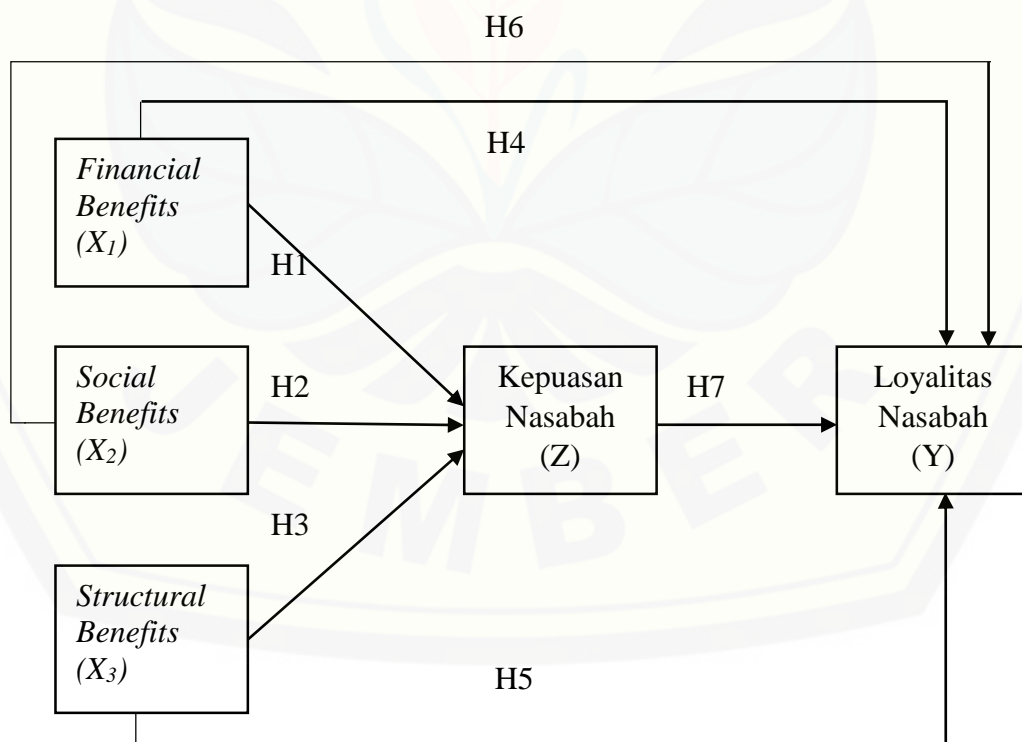 H6
H4
Financial
Benefits
(X1)
H1
Social
Benefits
(X2)
H2
Kepuasan
Nasabah
(Z)
H7
Loyalitas
Nasabah
(Y)
H3
Structural
Benefits
(X3)
H5
JEMBER